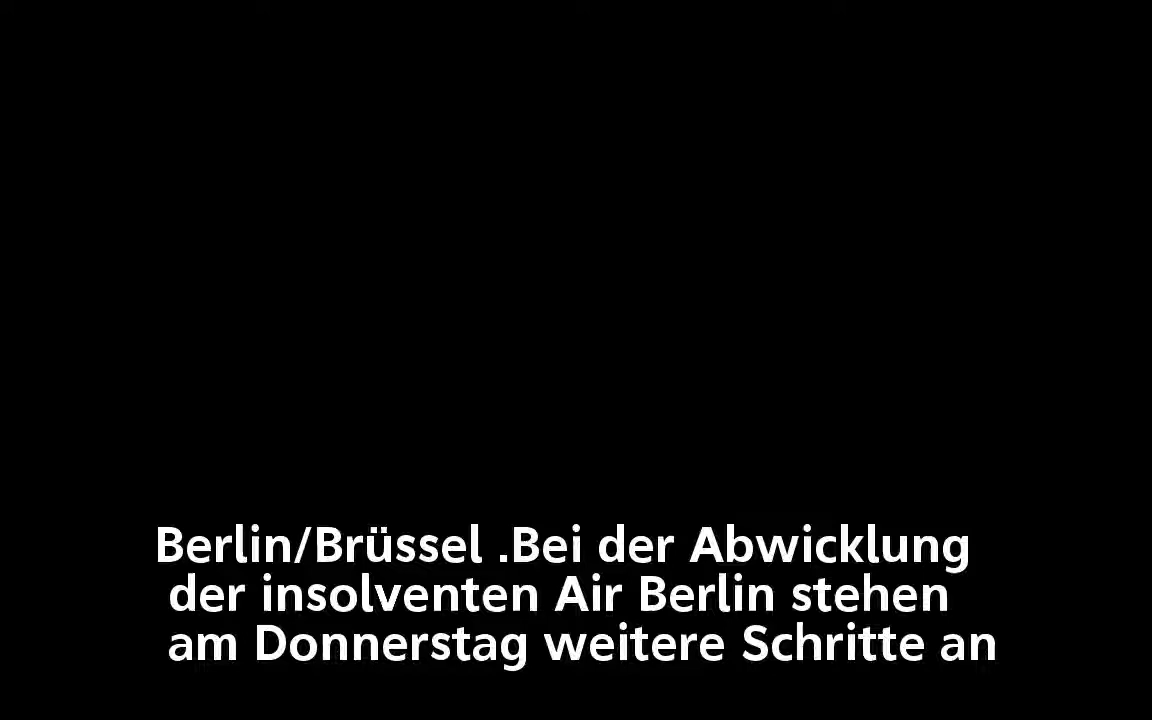 Berlin/Brüssel .Bei der Abwicklung
der insolventen Air Berlin stehen
am Donnerstag weitere Schritte an